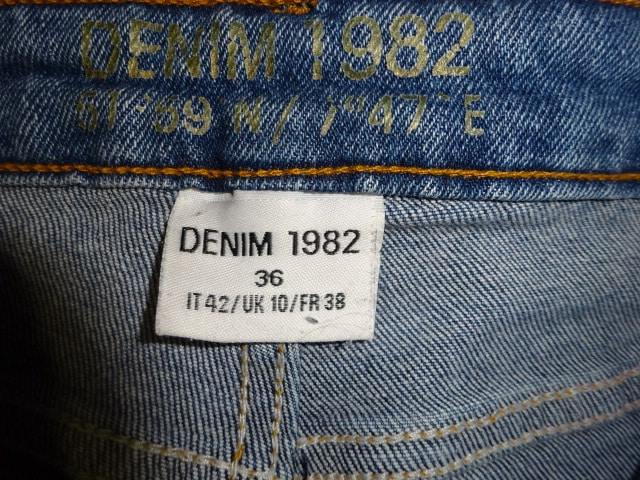 DENIM 1982
51°59 N / 7°47' E
DENIM 1982
36
IT 42/UK 10/FR 38